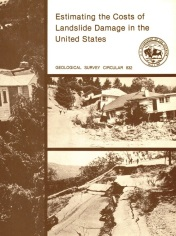 Estimating the Costs of
Landslide Damage in the
United States
GEOLOGICAL SURVEY CIRCULAR 832